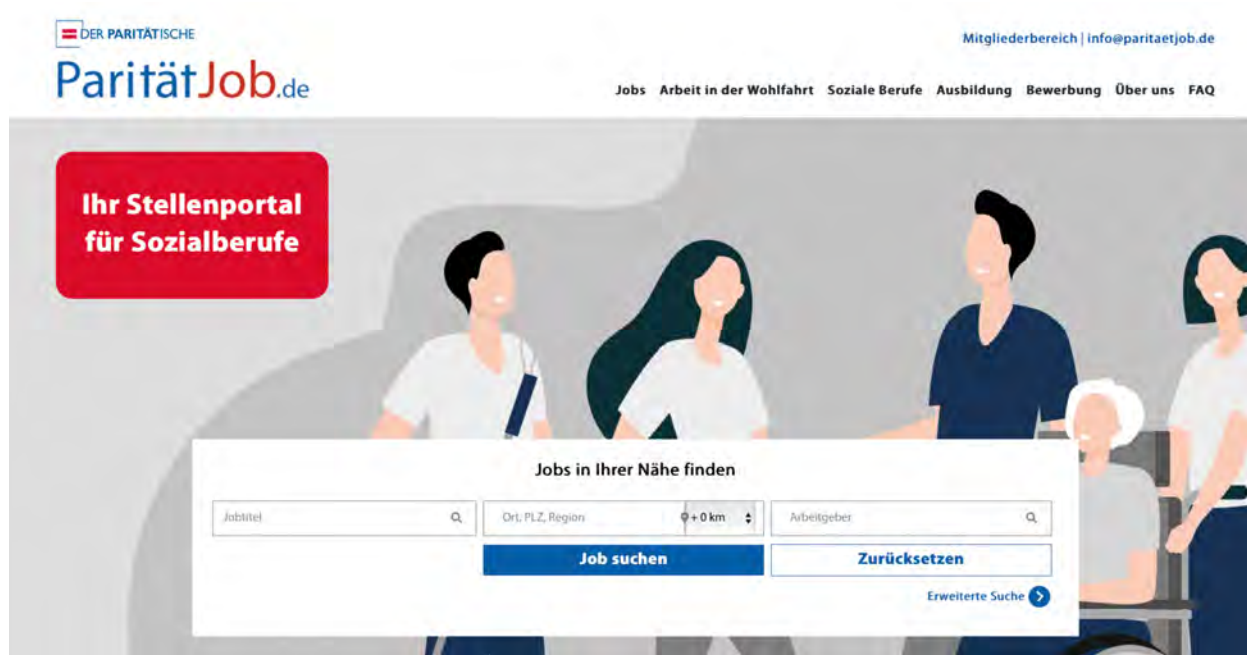 DER PARITÄTISCHE
Mitgliederbereich | info@paritaetjob.de
ParitätJob.de
Jobs Arbeit in der Wohlfahrt Soziale Berufe Ausbildung Bewerbung Über uns FAQ
Ihr Stellenportal
für Sozialberufe
Jobs in Ihrer Nähe finden
Jobtitel Ort, PLZ, Region + 0 km Arbeitgeber
Job suchen Zurücksetzen
Erweiterte Suche